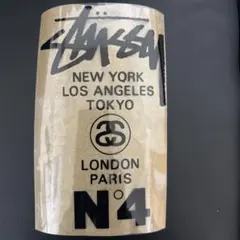 STÜSSY
NEW YORK
LOS ANGELES
TOKYO
SS
LONDON
PARIS
N°4